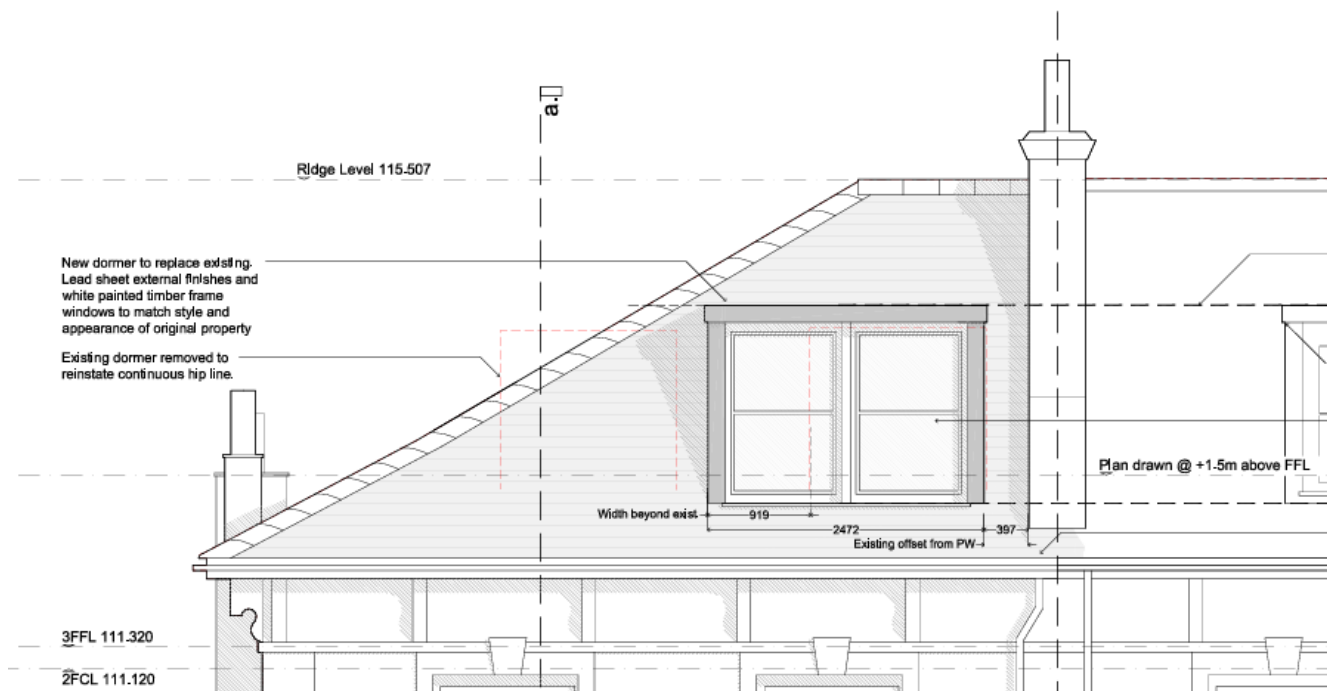 a.
Ridge Level 115.507
New dormer to replace existing.
Lead sheet external finishes and
white painted timber frame
windows to match style and
appearance of original property
Existing dormer removed to
reinstate continuous hip line.
Plan drawn @ +1.5m above FFL
Width beyond exist.
919
2472
397
Existing offset from PW
3FFL 111.320
2FCL 111.120